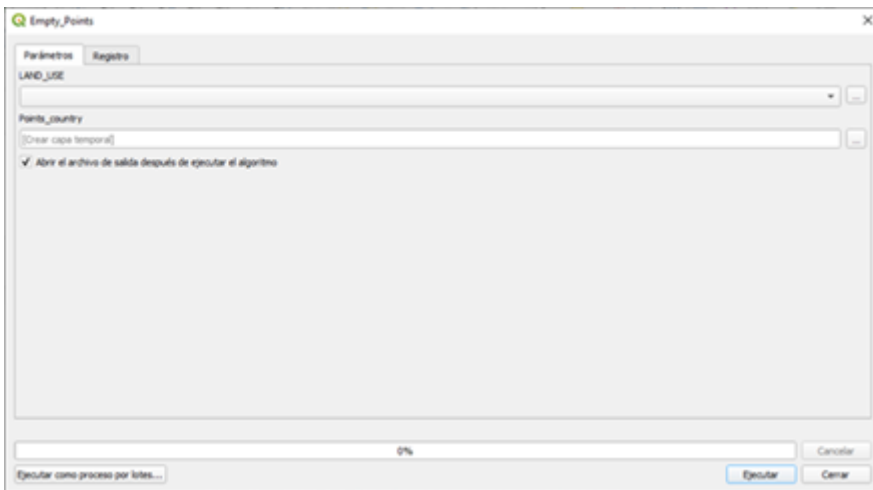 Empty_Points
Parámetros Registro
LAND_USE
...
Points_country
[Crear capa temporal]
...
Abrir el archivo de salida después de ejecutar el algoritmo
0%
Cancelar
Ejecutar como proceso por lotes...
Ejecutar
Cerrar